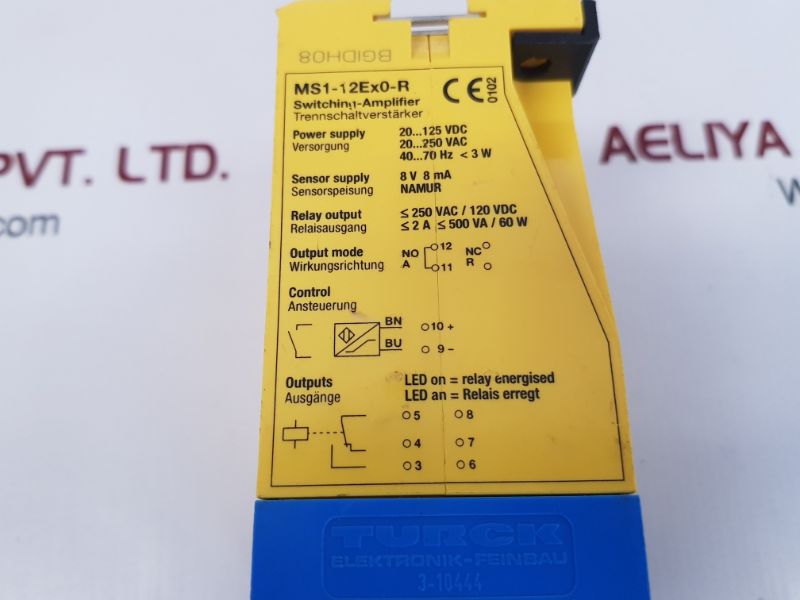 BGIDH08
MS1-12Ex0-R
Switching-Amplifier
Trennschaltverstärker
CE 0102
Power supply 20...125 VDC
Versorgung 20...250 VAC
40...70 Hz < 3 W
Sensor supply 8 V 8 mA
Sensorspeisung NAMUR
Relay output ≤ 250 VAC / 120 VDC
Relaisausgang ≤ 2 A ≤ 500 VA / 60 W
Output mode NO 12 NC
Wirkungsrichtung A 11 R
Control
Ansteuerung
BN 10 +
BU 9 –
Outputs LED on = relay energised
Ausgänge LED an = Relais erregt
5 8
4 7
3 6
TURCK
ELEKTRONIK-FEINBAU
3-10444
PVT. LTD.
.com
AELIYA
w